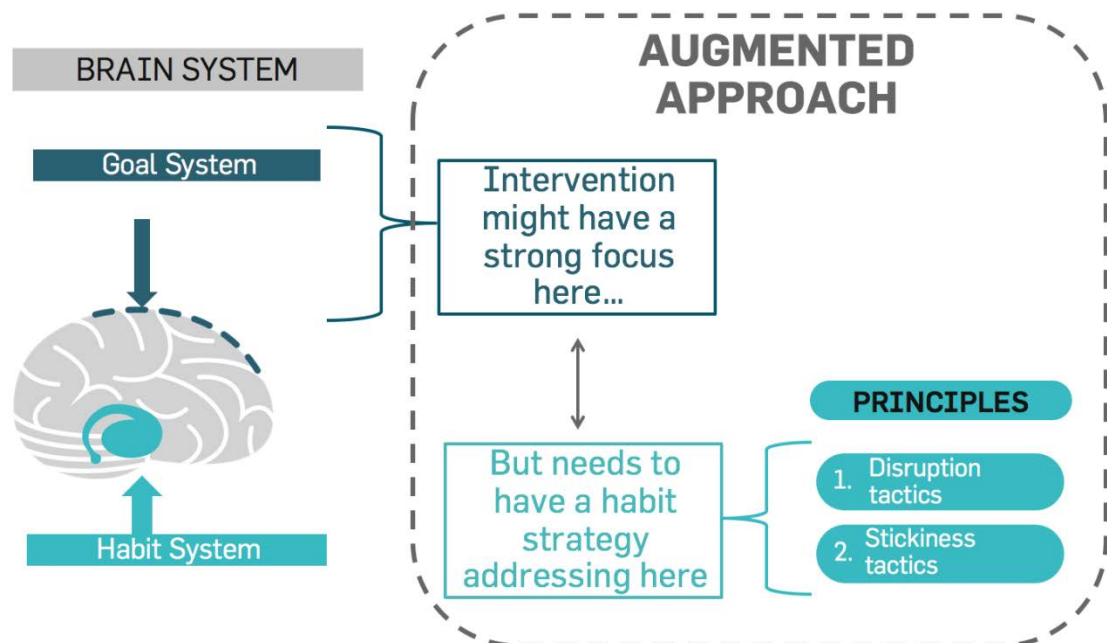 BRAIN SYSTEM
Goal System
Habit System
AUGMENTED
APPROACH
Intervention
might have a
strong focus
here...
But needs to
have a habit
strategy
addressing here
PRINCIPLES
1. Disruption
tactics
2. Stickiness
tactics